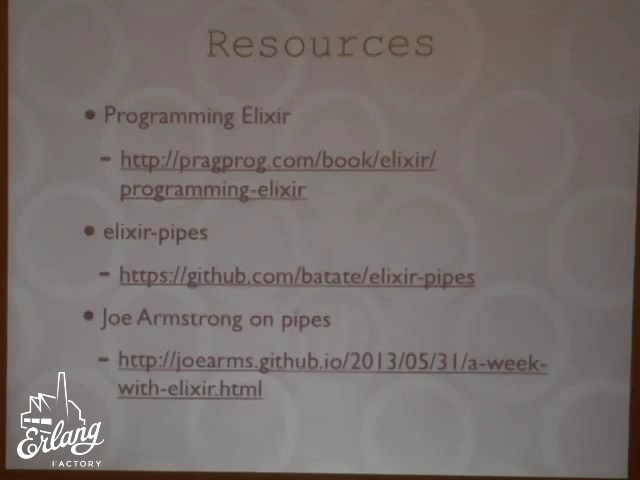 Resources
• Programming Elixir
– http://pragprog.com/book/elixir/
programming-elixir
• elixir-pipes
– https://github.com/batate/elixir-pipes
• Joe Armstrong on pipes
– http://joearms.github.io/2013/05/31/a-week-
with-elixir.html
Erlang
FACTORY